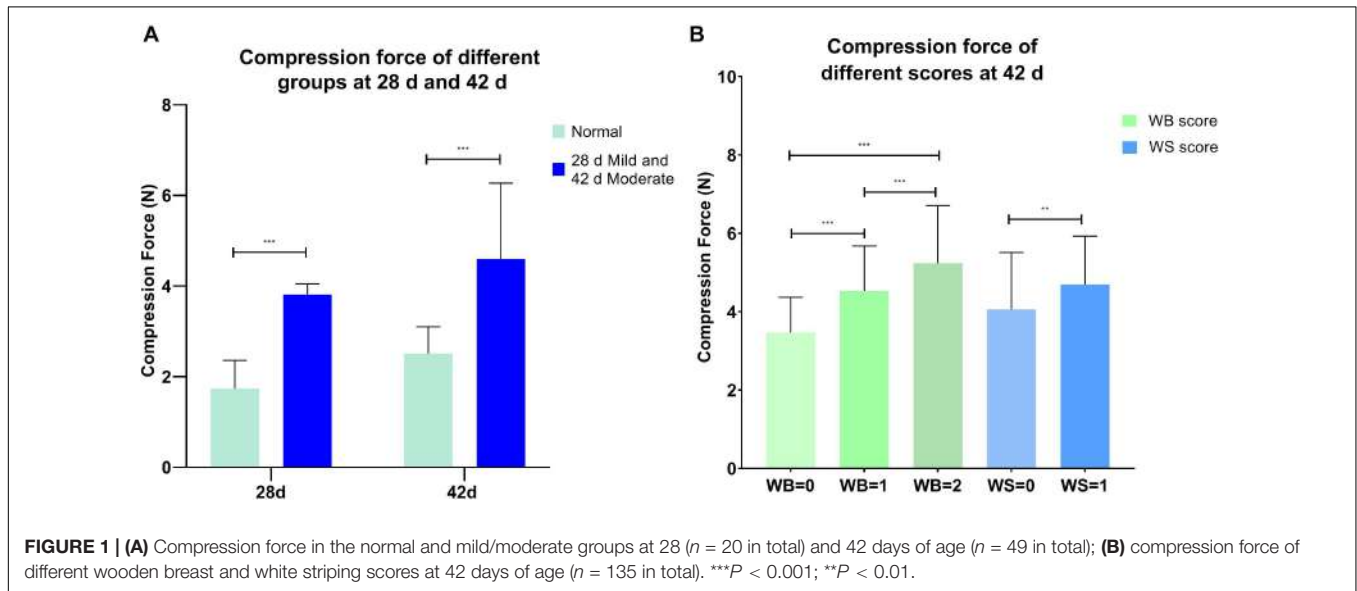 A
Compression force of different
groups at 28 d and 42 d
8
6
4
2
0
Compression Force (N)
***
***
28d
42d
Normal
28 d Mild and
42 d Moderate
B
Compression force of
different scores at 42 d
10
8
6
4
2
0
Compression Force (N)
***
***
***
**
WB=0 WB=1 WB=2 WS=0 WS=1
WB score
WS score
FIGURE 1 | (A) Compression force in the normal and mild/moderate groups at 28 (n = 20 in total) and 42 days of age (n = 49 in total); (B) compression force of
different wooden breast and white striping scores at 42 days of age (n = 135 in total). ***P < 0.001; **P < 0.01.